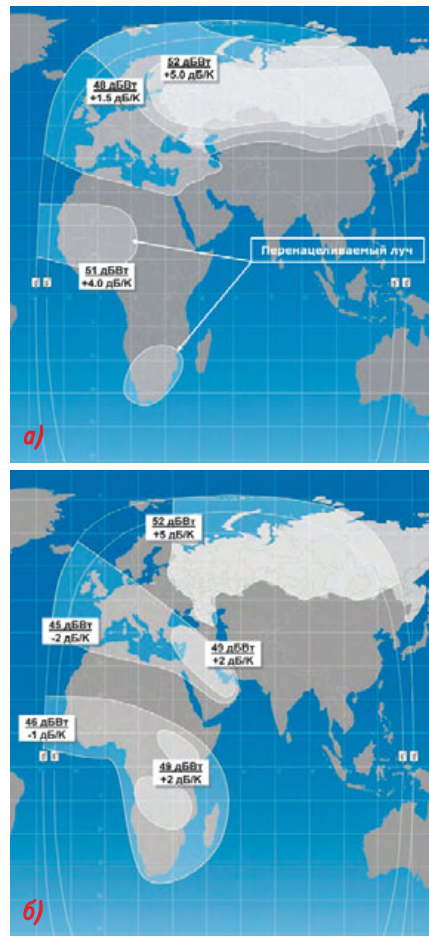 52 дБВт
+5.0 дБ/К
48 дБВт
+1.5 дБ/К
Перенацеливаемый луч
51 дБВт
+4.0 дБ/К
а)
52 дБВт
+5 дБ/К
45 дБВт
-2 дБ/К
49 дБВт
+2 дБ/К
46 дБВт
-1 дБ/К
49 дБВт
+2 дБ/К
б)